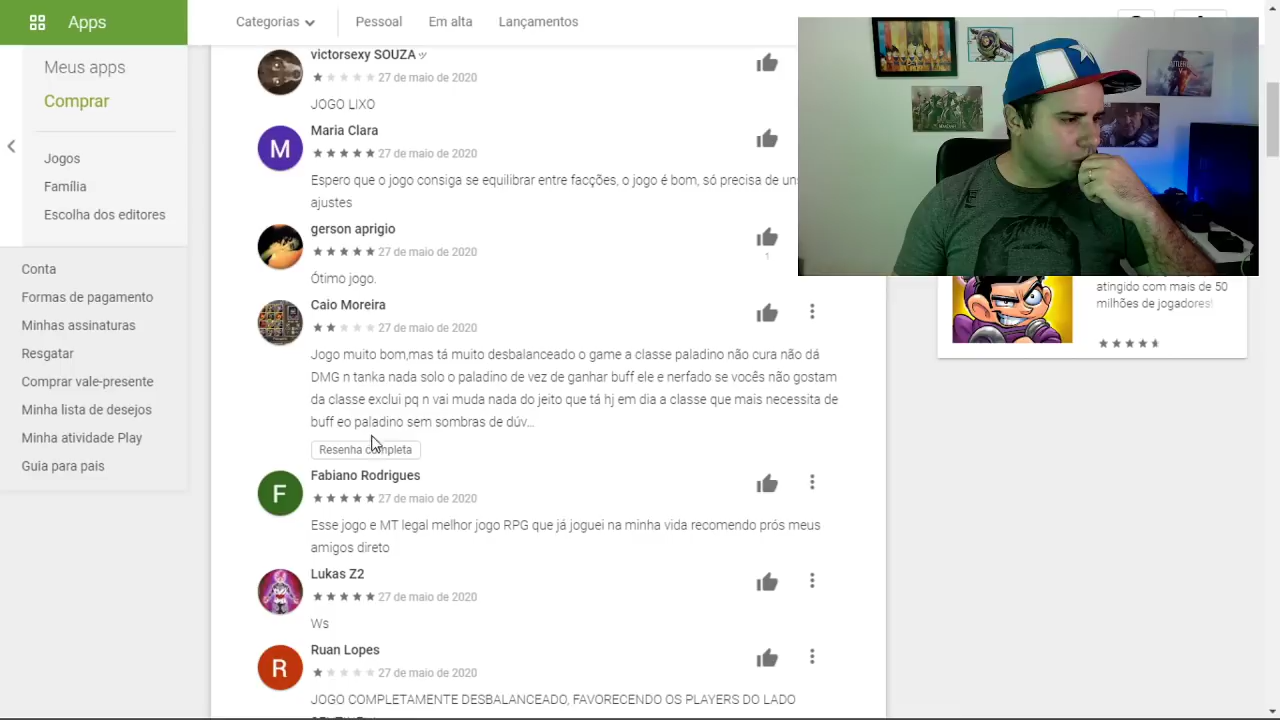 Apps
Categorias
Pessoal
Em alta
Lançamentos
Meus apps
Comprar
Jogos
Família
Escolha dos editores
Conta
Formas de pagamento
Minhas assinaturas
Resgatar
Comprar vale-presente
Minha lista de desejos
Minha atividade Play
Guia para pais
victorsexy SOUZAッ
27 de maio de 2020
JOGO LIXO
Maria Clara
27 de maio de 2020
Espero que o jogo consiga se equilibrar entre facções, o jogo é bom, só precisa de uns
ajustes
gerson aprigio
27 de maio de 2020
1
Ótimo jogo.
Caio Moreira
27 de maio de 2020
Jogo muito bom,mas tá muito desbalanceado o game a classe paladino não cura não dá
DMG n tanka nada solo o paladino de vez de ganhar buff ele e nerfado se vocês não gostam
da classe exclui pq n vai muda nada do jeito que tá hj em dia a classe que mais necessita de
buff eo paladino sem sombras de dúv...
Resenha completa
Fabiano Rodrigues
27 de maio de 2020
Esse jogo e MT legal melhor jogo RPG que já joguei na minha vida recomendo prós meus
amigos direto
Lukas Z2
27 de maio de 2020
Ws
Ruan Lopes
27 de maio de 2020
JOGO COMPLETAMENTE DESBALANCEADO, FAVORECENDO OS PLAYERS DO LADO
atingido com mais de 50
milhões de jogadores!